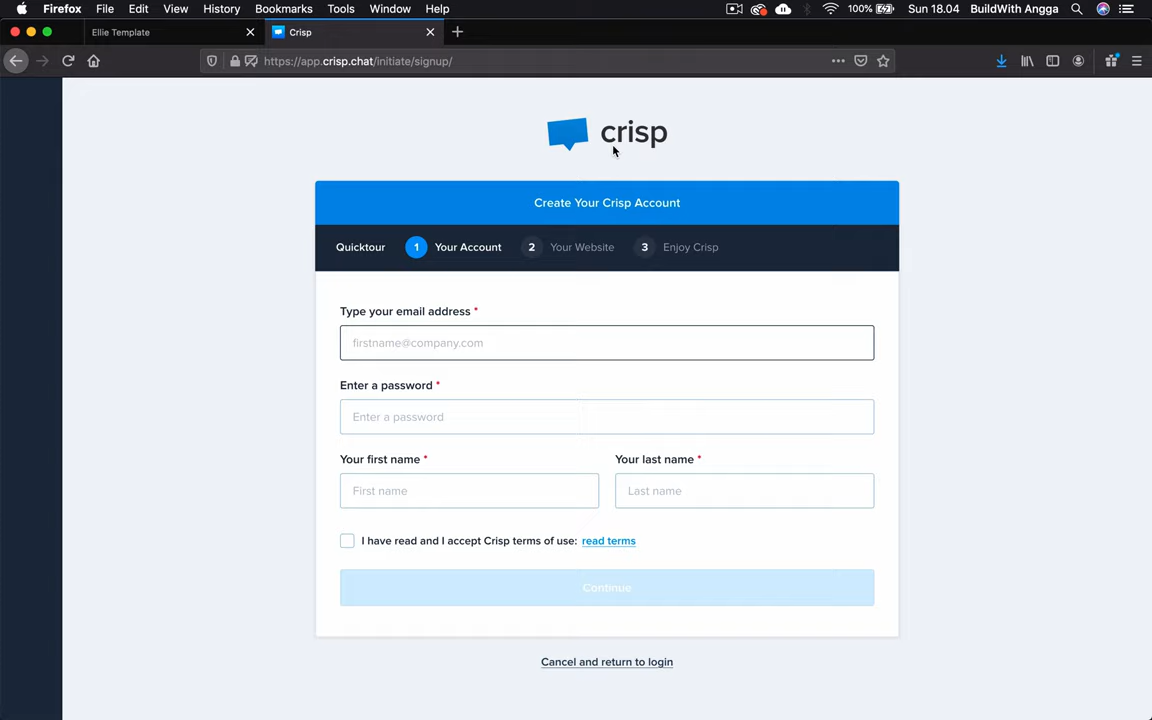 Firefox File Edit View History Bookmarks Tools Window Help 100% Sun 18.04 BuildWith Angga
Ellie Template Crisp
https://app.crisp.chat/initiate/signup/
crisp
Create Your Crisp Account
Quicktour 1 Your Account 2 Your Website 3 Enjoy Crisp
Type your email address *
firstname@company.com
Enter a password *
Enter a password
Your first name * Your last name *
First name Last name
I have read and I accept Crisp terms of use: read terms
Continue
Cancel and return to login